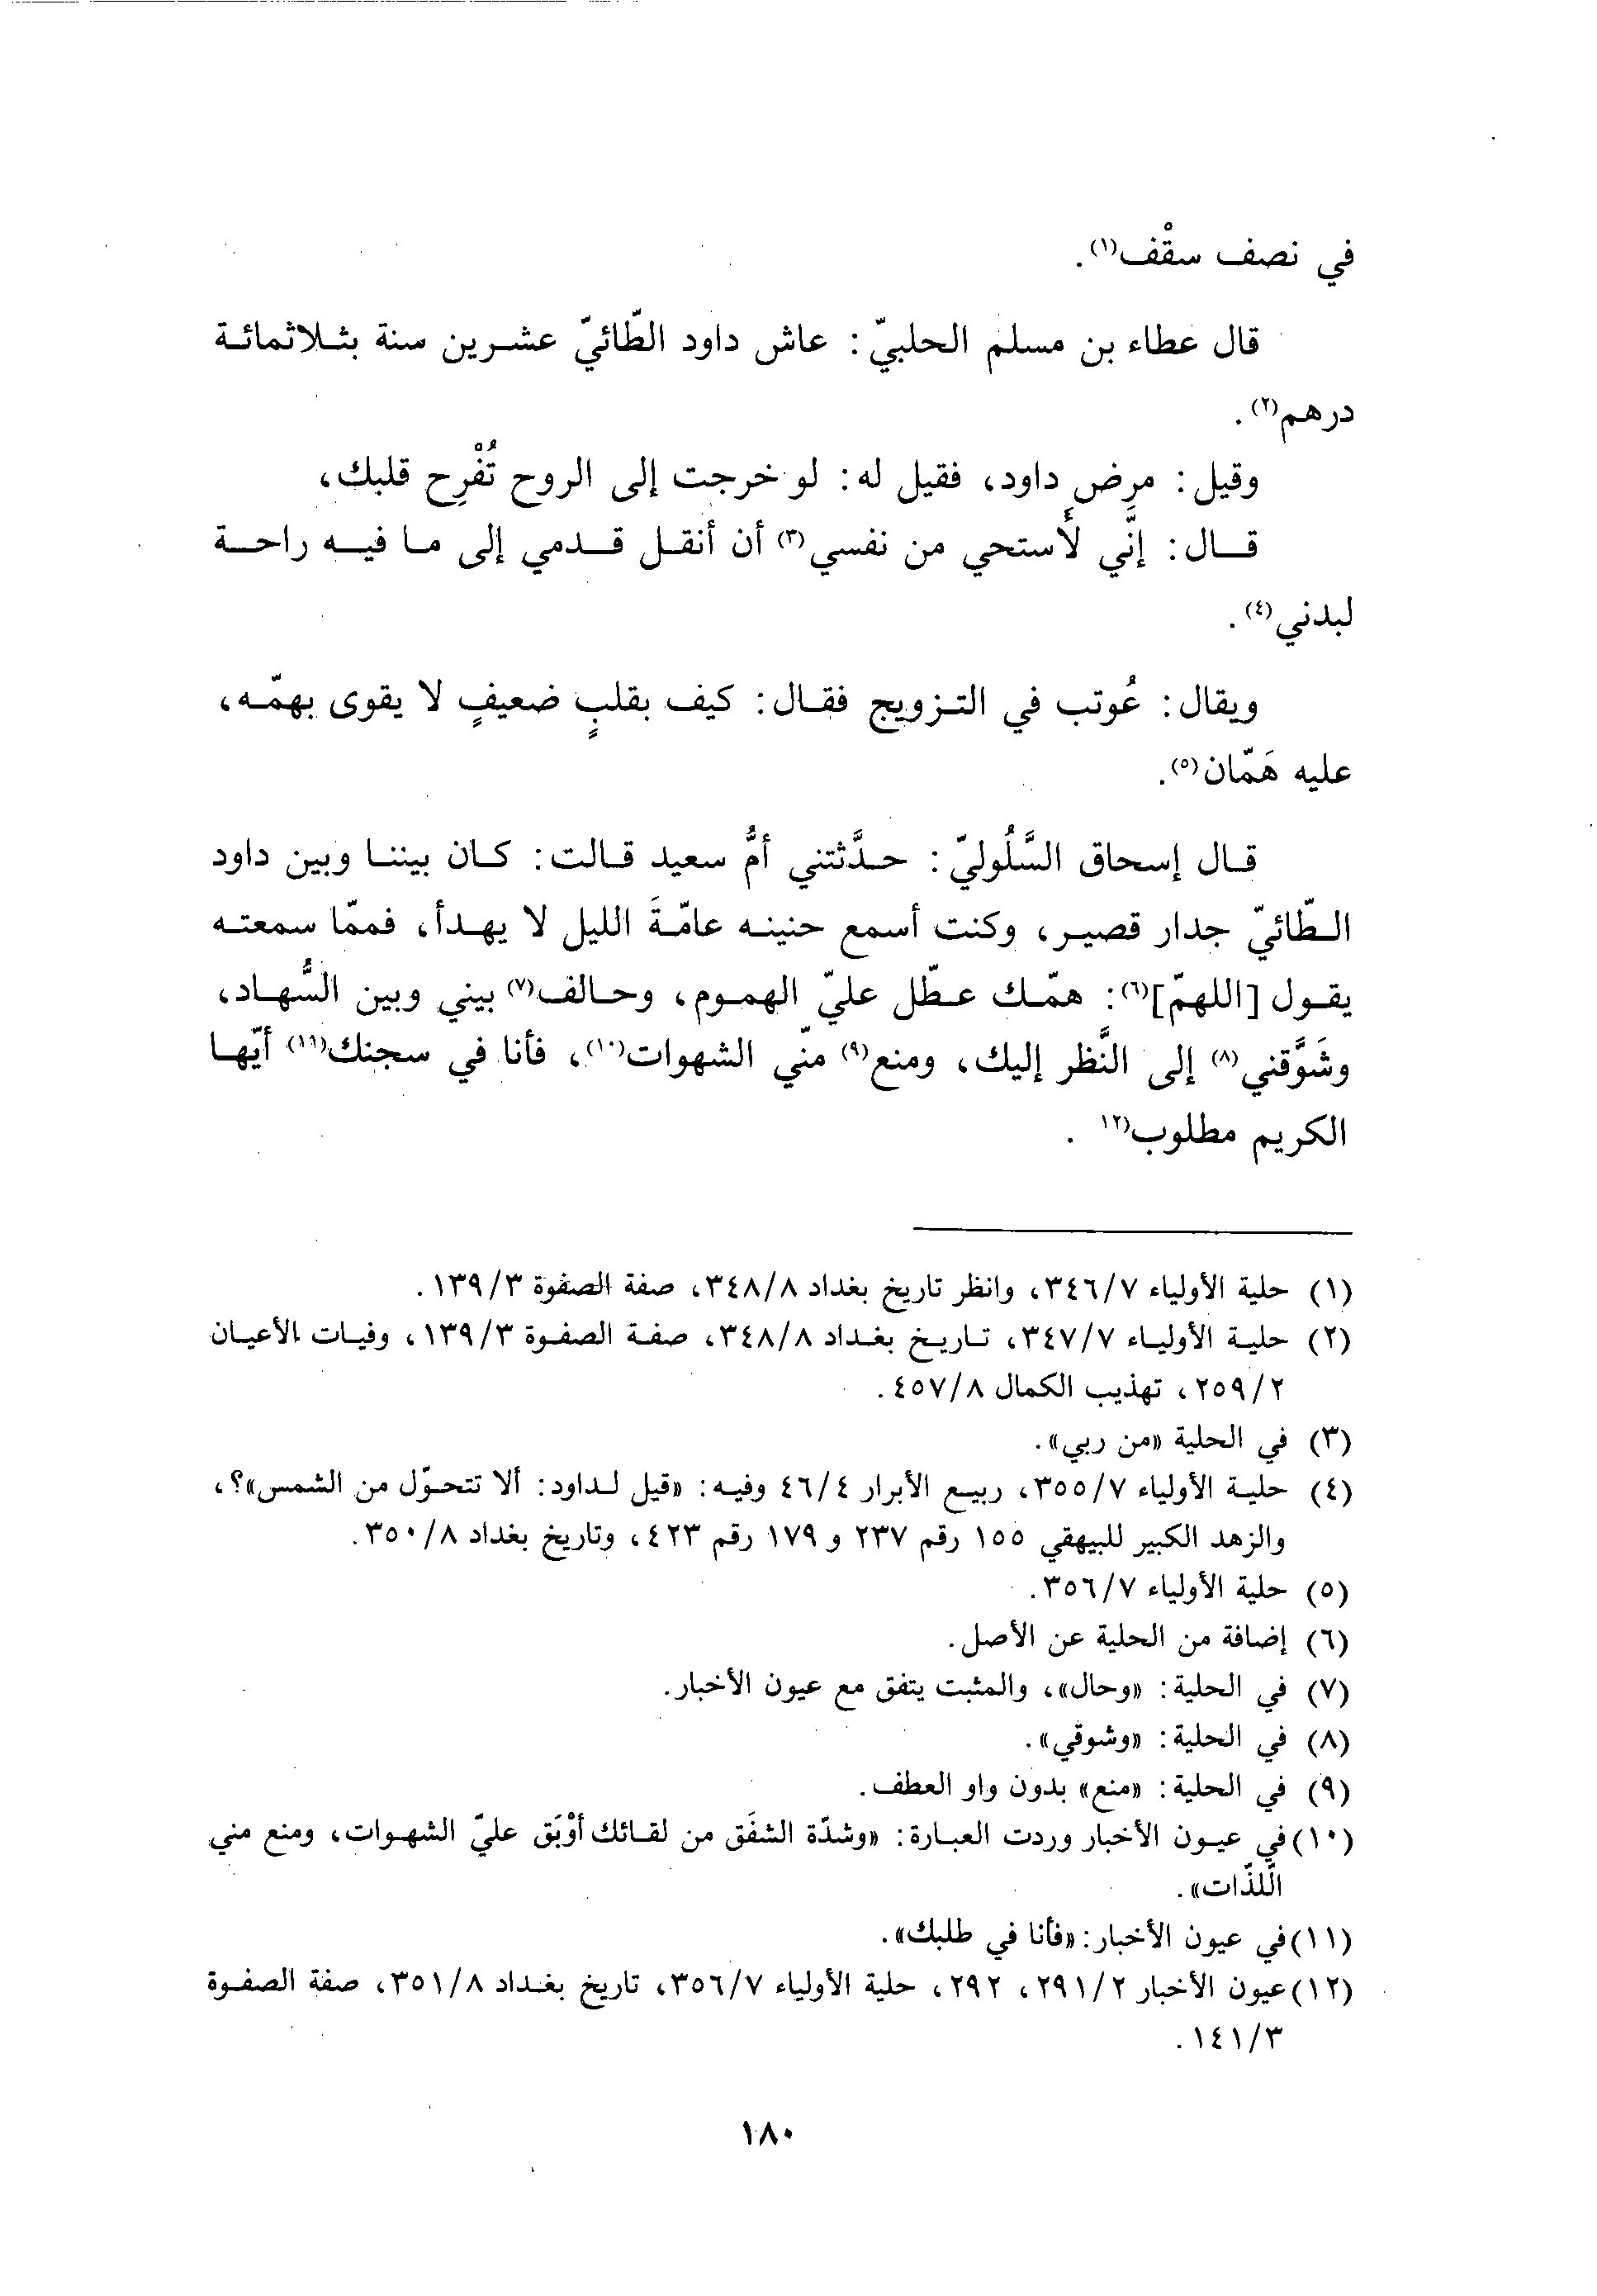 في نصف سقْف(١).
قال عطاء بن مسلم الحلبيّ: عاش داود الطّائيّ عشرين سنة بثلاثمائة
درهم(٢).
وقيل: مرِض داود، فقيل له: لو خرجت إلى الروح تُفْرِح قلبك،
قال: إنَّي لأَستحي من نفسي(٣) أن أنقل قدمي إلى ما فيه راحة
لبدني(٤).
ويقال: عُوتب في التزويج فقال: كيف بقلبٍ ضعيفٍ لا يقوى بهمّه،
عليه هَمّان(٥).
قال إسحاق السَّلُوليّ: حدَّثتني أمُّ سعيد قالت: كان بيننا وبين داود
الطّائيّ جدار قصير، وكنت أسمع حنينه عامّةَ الليل لا يهدأ، فممّا سمعته
يقول [اللهمّ](٦): همّك عطّل عليّ الهموم، وحالف(٧) بيني وبين السُّهاد،
وشَوَّقني(٨) إلى النَّظر إليك، ومنع(٩) منّي الشهوات(١٠)، فأنا في سجنك(١١) أيّها
الكريم مطلوب(١٢ .
(١) حلية الأولياء ٣٤٦/٧، وانظر تاريخ بغداد ٣٤٨/٨، صفة الصفوة ١٣٩/٣.
(٢) حلية الأولياء ٣٤٧/٧، تاريخ بغداد ٣٤٨/٨، صفة الصفوة ١٣٩/٣، وفيات الأعيان
٢٥٩/٢، تهذيب الكمال ٤٥٧/٨.
(٣) في الحلية «من ربي».
(٤) حلية الأولياء ٣٥٥/٧، ربيع الأبرار ٤٦/٤ وفيه: «قيل لداود: ألا تتحوّل من الشمس»؟،
والزهد الكبير للبيهقي ١٥٥ رقم ٢٣٧ و ١٧٩ رقم ٤٢٣، وتاريخ بغداد ٣٥٠/٨.
(٥) حلية الأولياء ٣٥٦/٧.
(٦) إضافة من الحلية عن الأصل.
(٧) في الحلية: «وحال»، والمثبت يتفق مع عيون الأخبار.
(٨) في الحلية: «وشوقي».
(٩) في الحلية: «منع» بدون واو العطف.
(١٠) في عيون الأخبار وردت العبارة: «وشدّة الشفَق من لقائك أوْبَق عليّ الشهوات، ومنع مني
الّلذّات».
(١١) في عيون الأخبار: «فأنا في طلبك».
(١٢) عيون الأخبار ٢٩١/٢، ٢٩٢، حلية الأولياء ٣٥٦/٧، تاريخ بغداد ٣٥١/٨، صفة الصفوة
١٤١/٣.
١٨٠